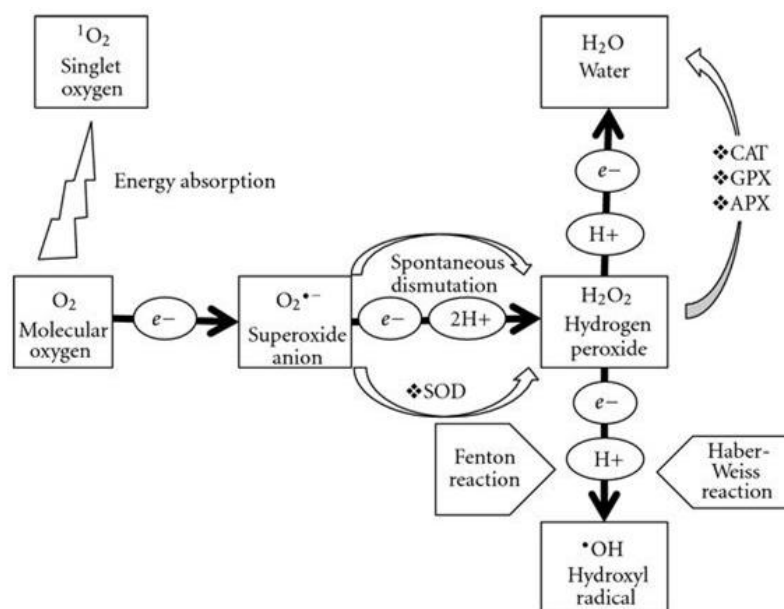 ¹O₂
Singlet
oxygen
H₂O
Water
Energy absorption
e−
❖CAT
❖GPX
❖APX
H+
O₂
Molecular
oxygen
e−
O₂•−
Superoxide
anion
Spontaneous
dismutation
e−
2H+
H₂O₂
Hydrogen
peroxide
❖SOD
e−
Fenton
reaction
H+
Haber-
Weiss
reaction
•OH
Hydroxyl
radical